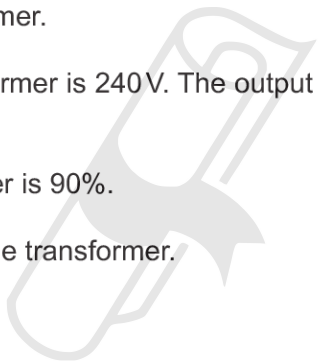 mer.
rmer is 240 V. The output
er is 90%.
e transformer.